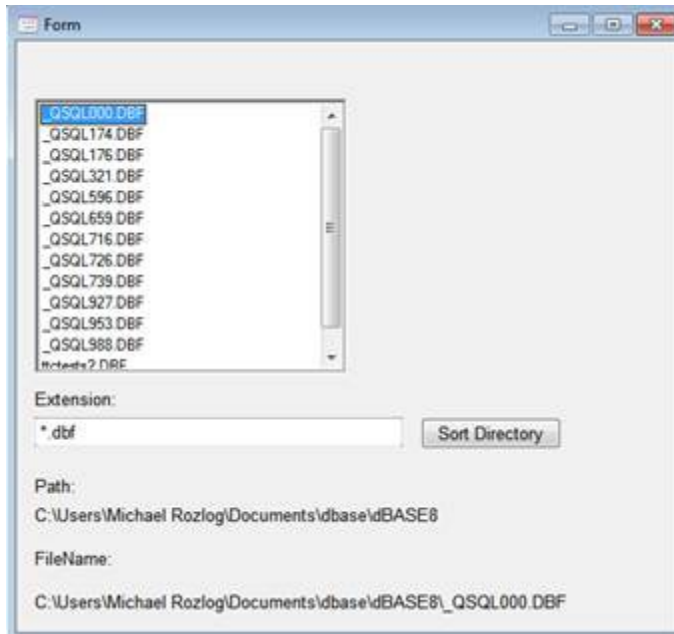 Form
_QSQL000.DBF
_QSQL174.DBF
_QSQL176.DBF
_QSQL321.DBF
_QSQL596.DBF
_QSQL659.DBF
_QSQL716.DBF
_QSQL726.DBF
_QSQL739.DBF
_QSQL927.DBF
_QSQL953.DBF
_QSQL988.DBF
Extension:
*.dbf
Sort Directory
Path:
C:\Users\Michael Rozlog\Documents\dbase\dBASE8
FileName:
C:\Users\Michael Rozlog\Documents\dbase\dBASE8\_QSQL000.DBF